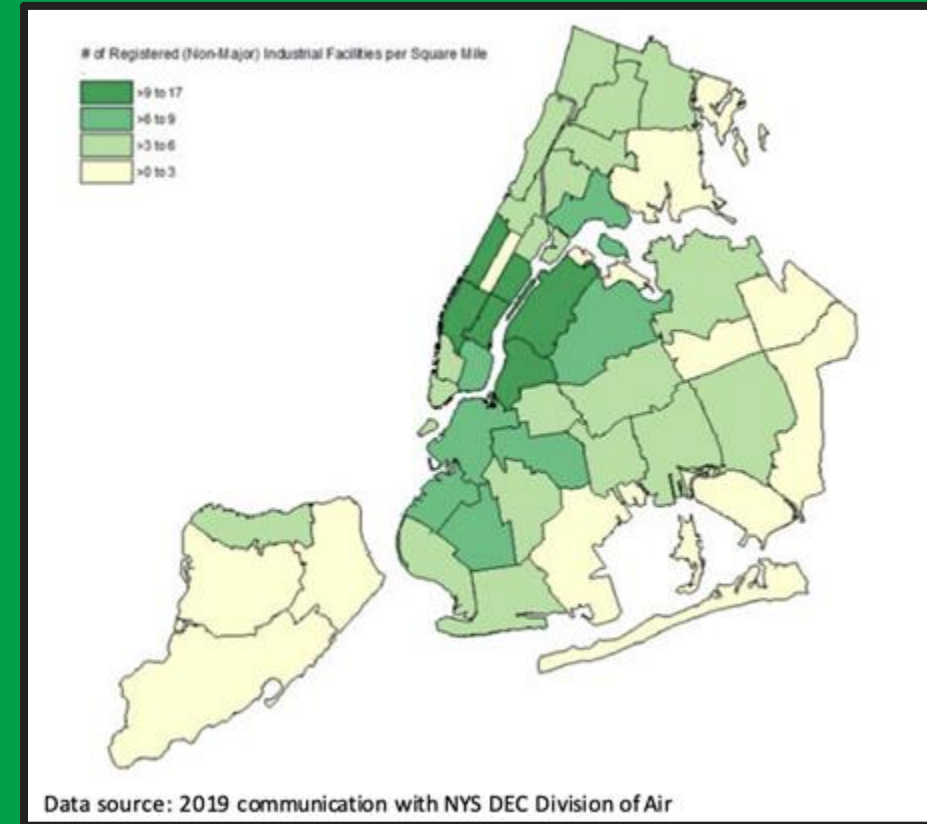 # of Registered (Non-Major) Industrial Facilities per Square Mile
>9 to 17
>6 to 9
>3 to 6
>0 to 3
Data source: 2019 communication with NYS DEC Division of Air